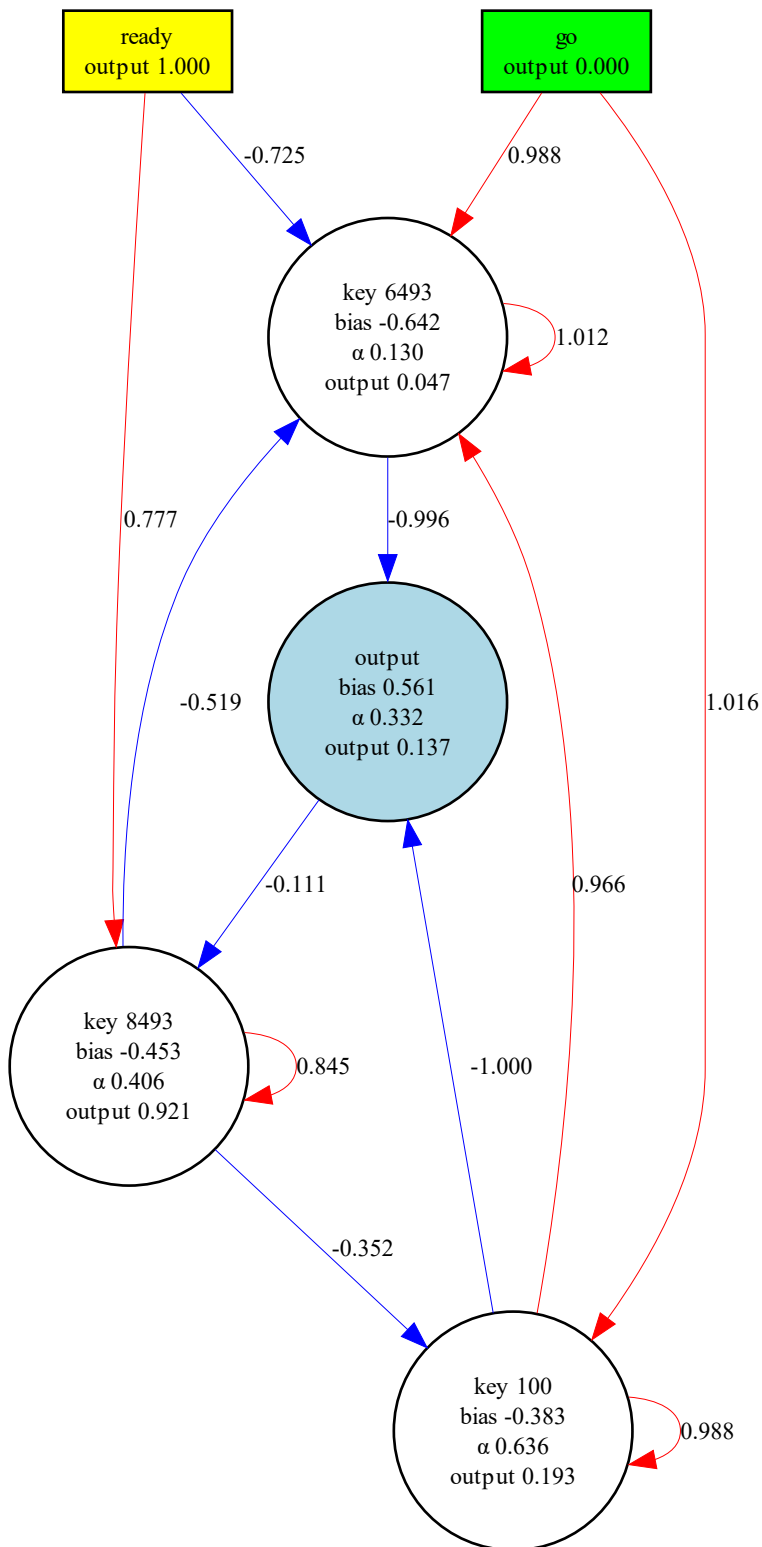 ready
output 1.000
go
output 0.000
-0.725
0.988
key 6493
bias -0.642
α 0.130
output 0.047
1.012
0.777
-0.996
output
bias 0.561
α 0.332
output 0.137
-0.519
1.016
-0.111
0.966
key 8493
bias -0.453
α 0.406
output 0.921
0.845
-1.000
-0.352
key 100
bias -0.383
α 0.636
output 0.193
0.988